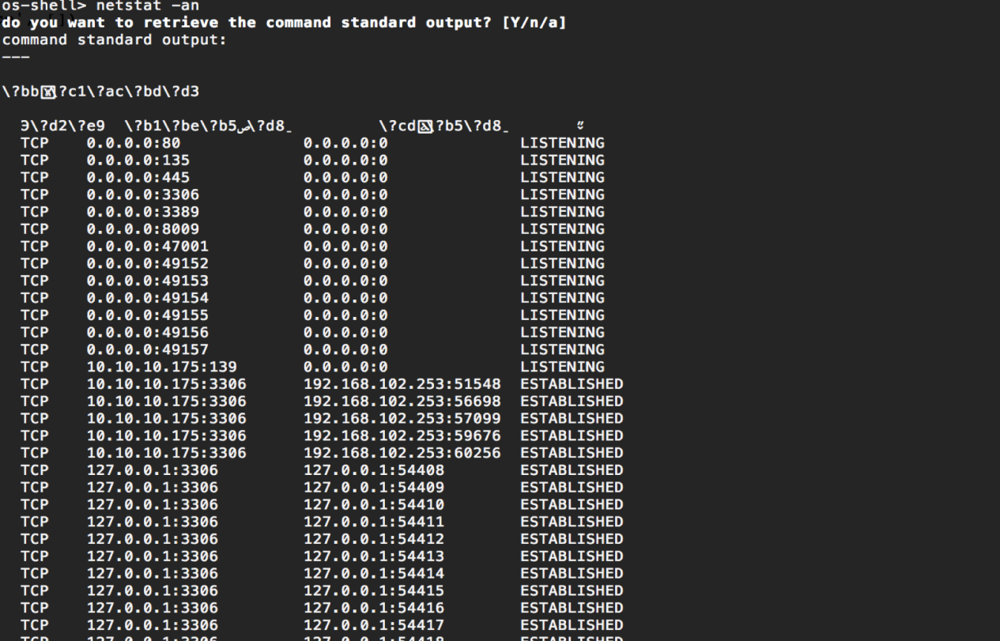 os-shell> netstat -an
do you want to retrieve the command standard output? [Y/n/a]
command standard output:
---
\?c1\?ac\?bd\?d3
Э\?d2\?e9 \?b1\?be\?b5ص\?d8_ \?b5\?d8_
TCP 0.0.0.0:80 0.0.0.0:0 LISTENING
TCP 0.0.0.0:135 0.0.0.0:0 LISTENING
TCP 0.0.0.0:445 0.0.0.0:0 LISTENING
TCP 0.0.0.0:3306 0.0.0.0:0 LISTENING
TCP 0.0.0.0:3389 0.0.0.0:0 LISTENING
TCP 0.0.0.0:8009 0.0.0.0:0 LISTENING
TCP 0.0.0.0:47001 0.0.0.0:0 LISTENING
TCP 0.0.0.0:49152 0.0.0.0:0 LISTENING
TCP 0.0.0.0:49153 0.0.0.0:0 LISTENING
TCP 0.0.0.0:49154 0.0.0.0:0 LISTENING
TCP 0.0.0.0:49155 0.0.0.0:0 LISTENING
TCP 0.0.0.0:49156 0.0.0.0:0 LISTENING
TCP 0.0.0.0:49157 0.0.0.0:0 LISTENING
TCP 10.10.10.175:139 0.0.0.0:0 LISTENING
TCP 10.10.10.175:3306 192.168.102.253:51548 ESTABLISHED
TCP 10.10.10.175:3306 192.168.102.253:56698 ESTABLISHED
TCP 10.10.10.175:3306 192.168.102.253:57099 ESTABLISHED
TCP 10.10.10.175:3306 192.168.102.253:59676 ESTABLISHED
TCP 10.10.10.175:3306 192.168.102.253:60256 ESTABLISHED
TCP 127.0.0.1:3306 127.0.0.1:54408 ESTABLISHED
TCP 127.0.0.1:3306 127.0.0.1:54409 ESTABLISHED
TCP 127.0.0.1:3306 127.0.0.1:54410 ESTABLISHED
TCP 127.0.0.1:3306 127.0.0.1:54411 ESTABLISHED
TCP 127.0.0.1:3306 127.0.0.1:54412 ESTABLISHED
TCP 127.0.0.1:3306 127.0.0.1:54413 ESTABLISHED
TCP 127.0.0.1:3306 127.0.0.1:54414 ESTABLISHED
TCP 127.0.0.1:3306 127.0.0.1:54415 ESTABLISHED
TCP 127.0.0.1:3306 127.0.0.1:54416 ESTABLISHED
TCP 127.0.0.1:3306 127.0.0.1:54417 ESTABLISHED
TCP 127.0.0.1:3306 127.0.0.1:54418 ESTABLISHED